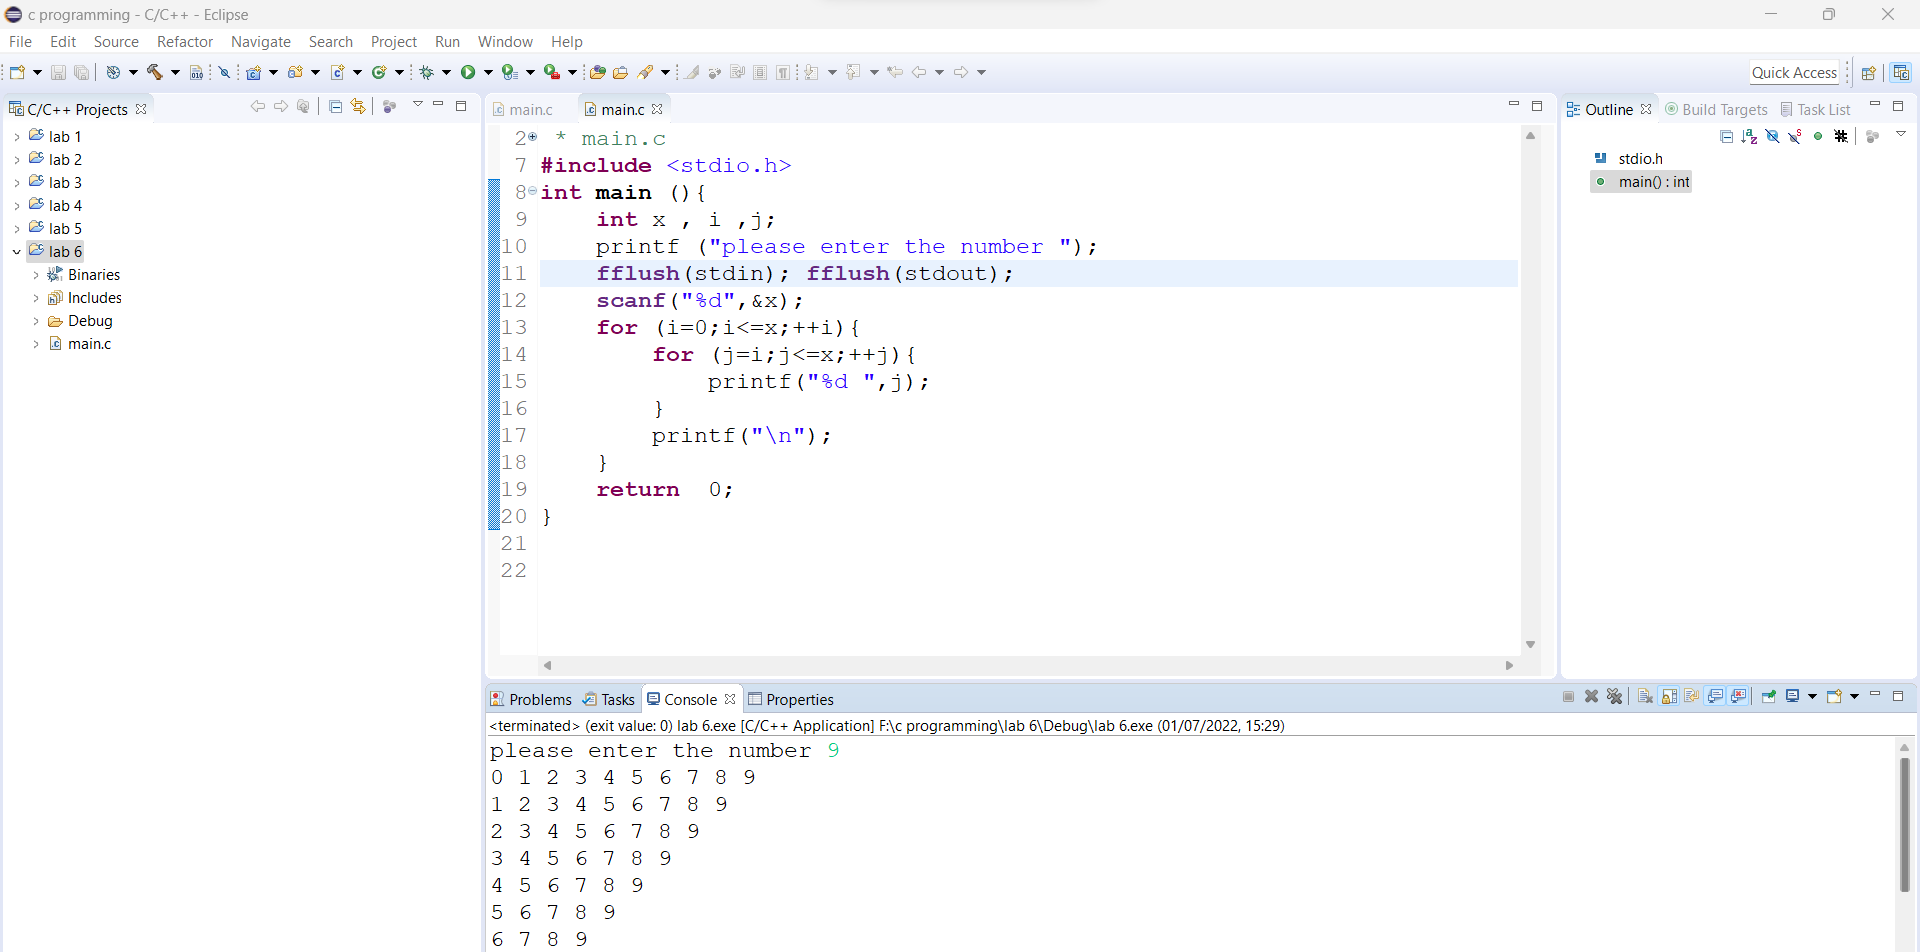 c programming - C/C++ - Eclipse
File Edit Source Refactor Navigate Search Project Run Window Help
Quick Access
C/C++ Projects
lab 1
lab 2
lab 3
lab 4
lab 5
lab 6
Binaries
Includes
Debug
main.c
main.c main.c
2 * main.c
7 #include <stdio.h>
8 int main (){
9 int x , i ,j;
10 printf ("please enter the number ");
11 fflush(stdin); fflush(stdout);
12 scanf("%d",&x);
13 for (i=0;i<=x;++i){
14 for (j=i;j<=x;++j){
15 printf("%d ",j);
16 }
17 printf("\n");
18 }
19 return 0;
20 }
21
22
Outline Build Targets Task List
stdio.h
main() : int
Problems Tasks Console Properties
<terminated> (exit value: 0) lab 6.exe [C/C++ Application] F:\c programming\lab 6\Debug\lab 6.exe (01/07/2022, 15:29)
please enter the number 9
0 1 2 3 4 5 6 7 8 9
1 2 3 4 5 6 7 8 9
2 3 4 5 6 7 8 9
3 4 5 6 7 8 9
4 5 6 7 8 9
5 6 7 8 9
6 7 8 9